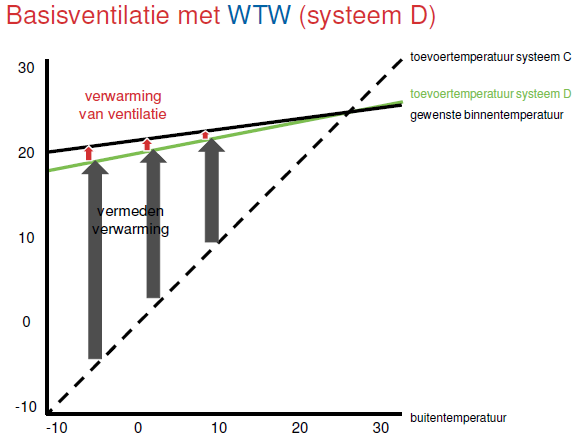 Basisventilatie met WTW (systeem D)
toevoertemperatuur systeem C
30
toevoertemperatuur systeem D
verwarming
van ventilatie
gewenste binnentemperatuur
20
vermeden
verwarming
10
0
-10
buitentemperatuur
-10 0 10 20 30